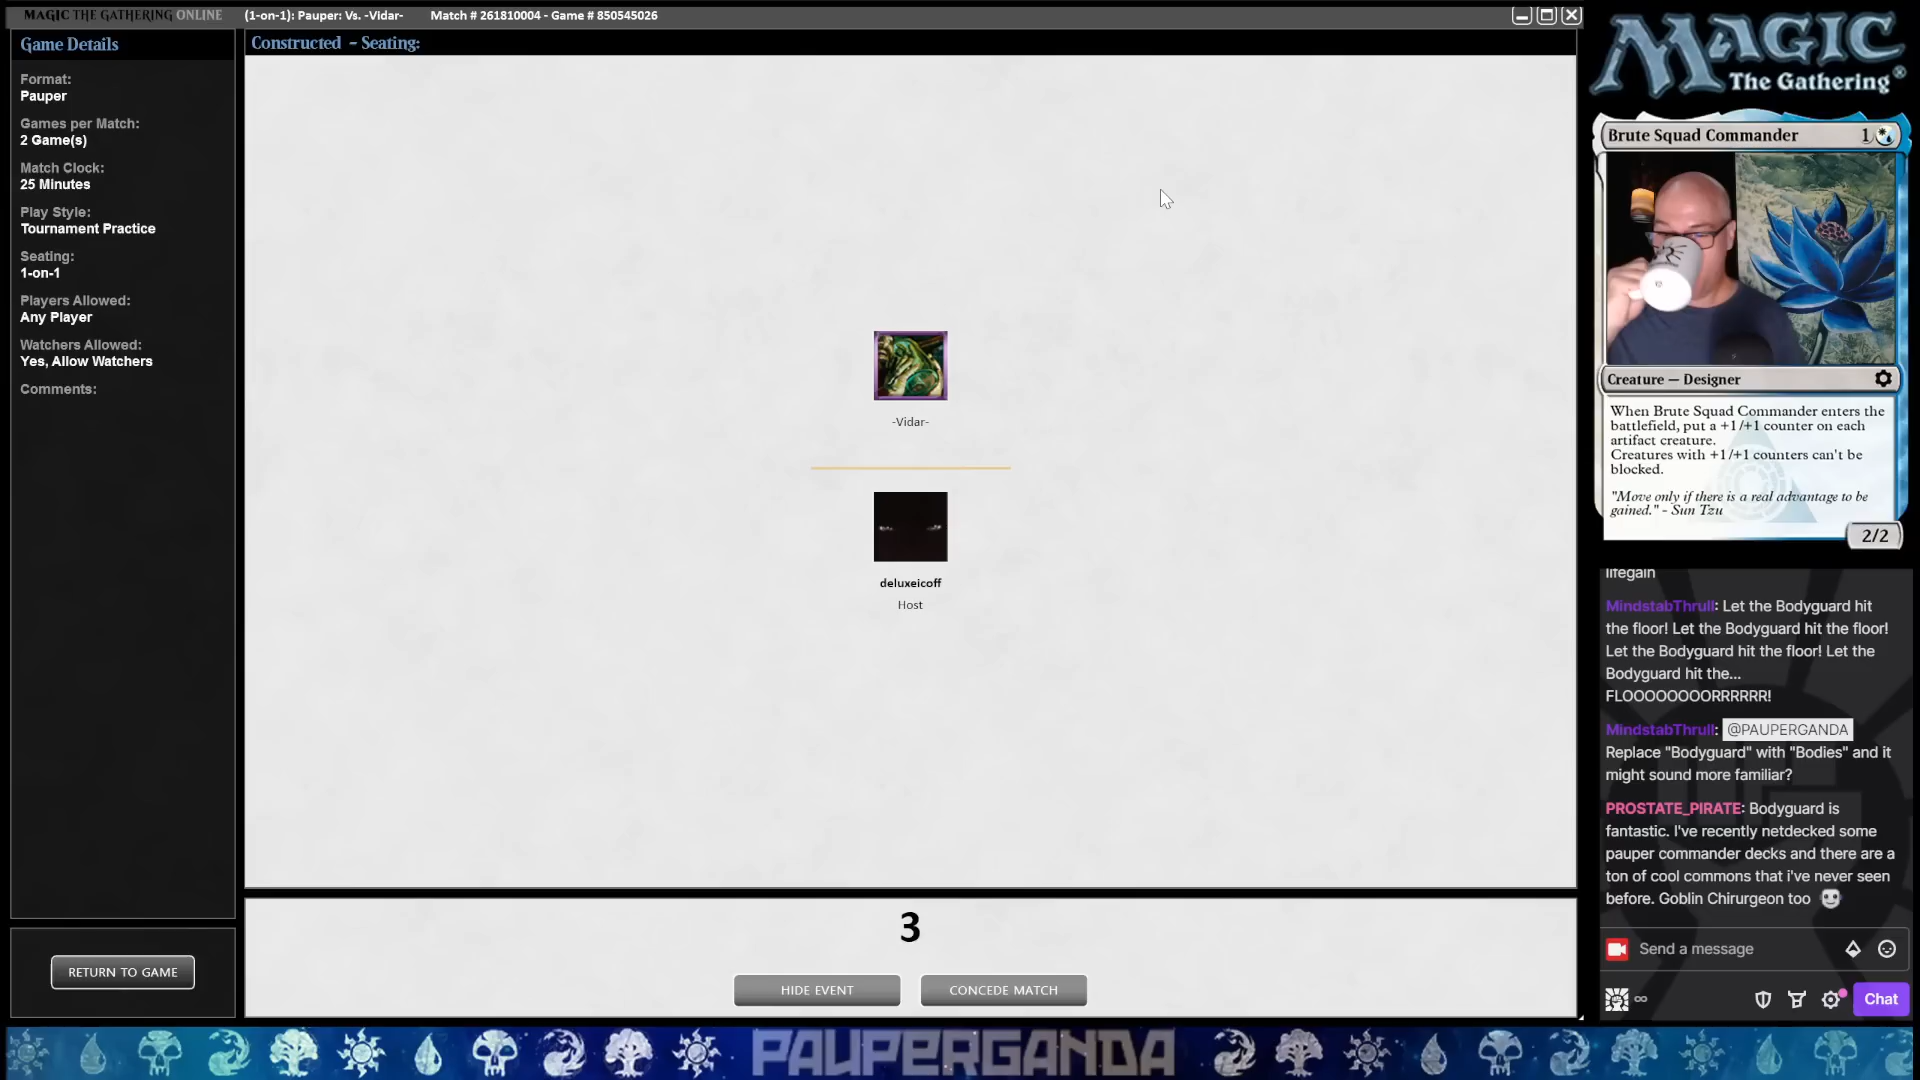 MAGIC THE GATHERING ONLINE (1-on-1): Pauper: Vs. -Vidar- Match # 261810004 - Game # 850545026
Game Details
Format:
Pauper
Games per Match:
2 Game(s)
Match Clock:
25 Minutes
Play Style:
Tournament Practice
Seating:
1-on-1
Players Allowed:
Any Player
Watchers Allowed:
Yes, Allow Watchers
Comments:
RETURN TO GAME
Constructed - Seating:
-Vidar-
deluxeicoff
Host
3
HIDE EVENT
CONCEDE MATCH
MAGIC
The Gathering®
Brute Squad Commander 1
Creature — Designer
When Brute Squad Commander enters the
battlefield, put a +1/+1 counter on each
artifact creature.
Creatures with +1/+1 counters can't be
blocked.
"Move only if there is a real advantage to be
gained." - Sun Tzu
2/2
lifegain
MindstabThrull: Let the Bodyguard hit
the floor! Let the Bodyguard hit the floor!
Let the Bodyguard hit the floor! Let the
Bodyguard hit the...
FLOOOOOOOORRRRRR!
MindstabThrull: @PAUPERGANDA
Replace "Bodyguard" with "Bodies" and it
might sound more familiar?
PROSTATE_PIRATE: Bodyguard is
fantastic. I've recently netdecked some
pauper commander decks and there are a
ton of cool commons that i've never seen
before. Goblin Chirurgeon too
Send a message
∞
Chat
PAUPERGANDA